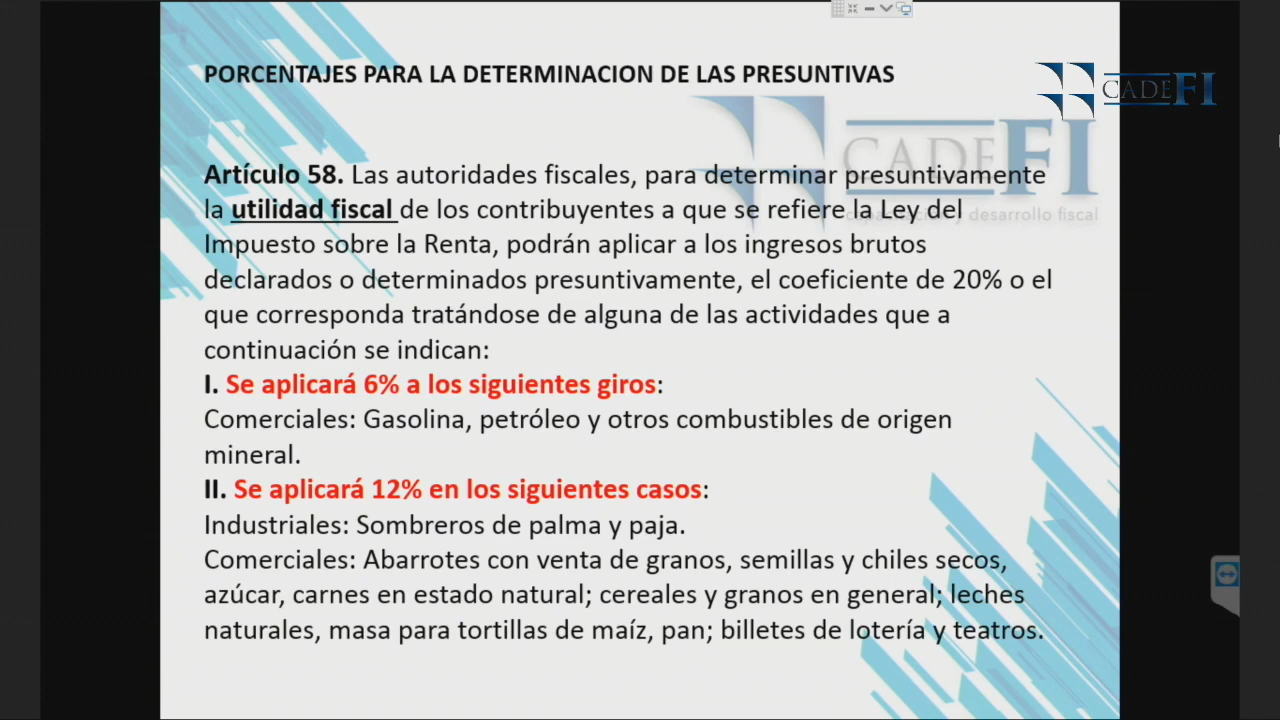 PORCENTAJES PARA LA DETERMINACION DE LAS PRESUNTIVAS
CADEFI
CADEFI
capacitación y desarrollo fiscal
Artículo 58. Las autoridades fiscales, para determinar presuntivamente
la utilidad fiscal de los contribuyentes a que se refiere la Ley del
Impuesto sobre la Renta, podrán aplicar a los ingresos brutos
declarados o determinados presuntivamente, el coeficiente de 20% o el
que corresponda tratándose de alguna de las actividades que a
continuación se indican:
I. Se aplicará 6% a los siguientes giros:
Comerciales: Gasolina, petróleo y otros combustibles de origen
mineral.
II. Se aplicará 12% en los siguientes casos:
Industriales: Sombreros de palma y paja.
Comerciales: Abarrotes con venta de granos, semillas y chiles secos,
azúcar, carnes en estado natural; cereales y granos en general; leches
naturales, masa para tortillas de maíz, pan; billetes de lotería y teatros.